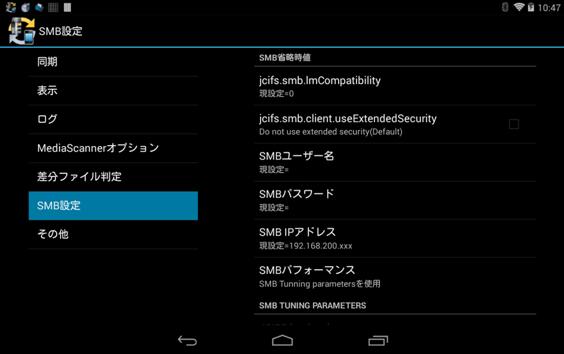 10:47
SMB設定
同期
表示
ログ
MediaScannerオプション
差分ファイル判定
SMB設定
その他
SMB省略時値
jcifs.smb.lmCompatibility
現設定=0
jcifs.smb.client.useExtendedSecurity
Do not use extended security(Default)
SMBユーザー名
現設定=
SMBパスワード
現設定=
SMB IPアドレス
現設定=192.168.200.xxx
SMBパフォーマンス
SMB Tunning parametersを使用
SMB TUNING PARAMETERS